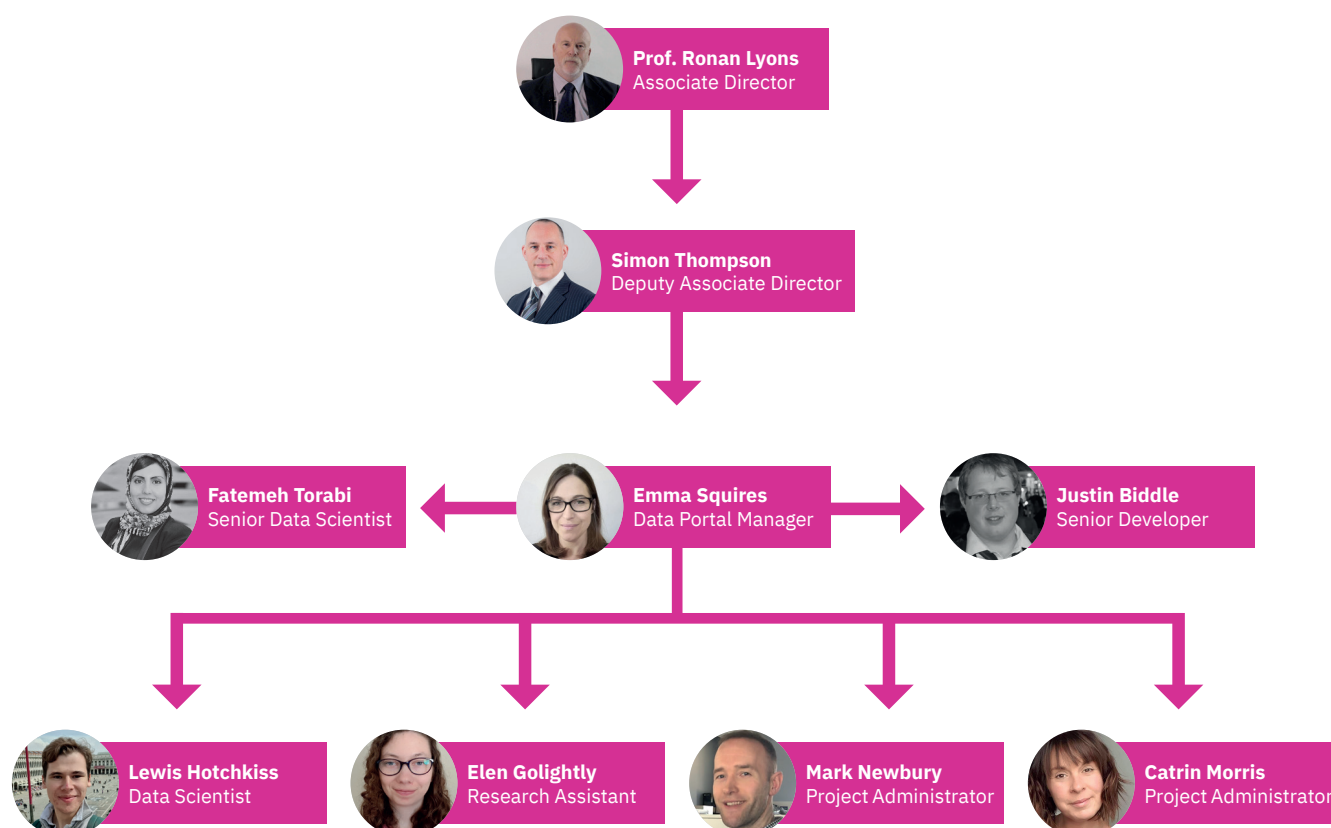 Prof. Ronan Lyons
Associate Director
Simon Thompson
Deputy Associate Director
Fatemeh Torabi
Senior Data Scientist
Emma Squires
Data Portal Manager
Justin Biddle
Senior Developer
Lewis Hotchkiss
Data Scientist
Elen Golightly
Research Assistant
Mark Newbury
Project Administrator
Catrin Morris
Project Administrator